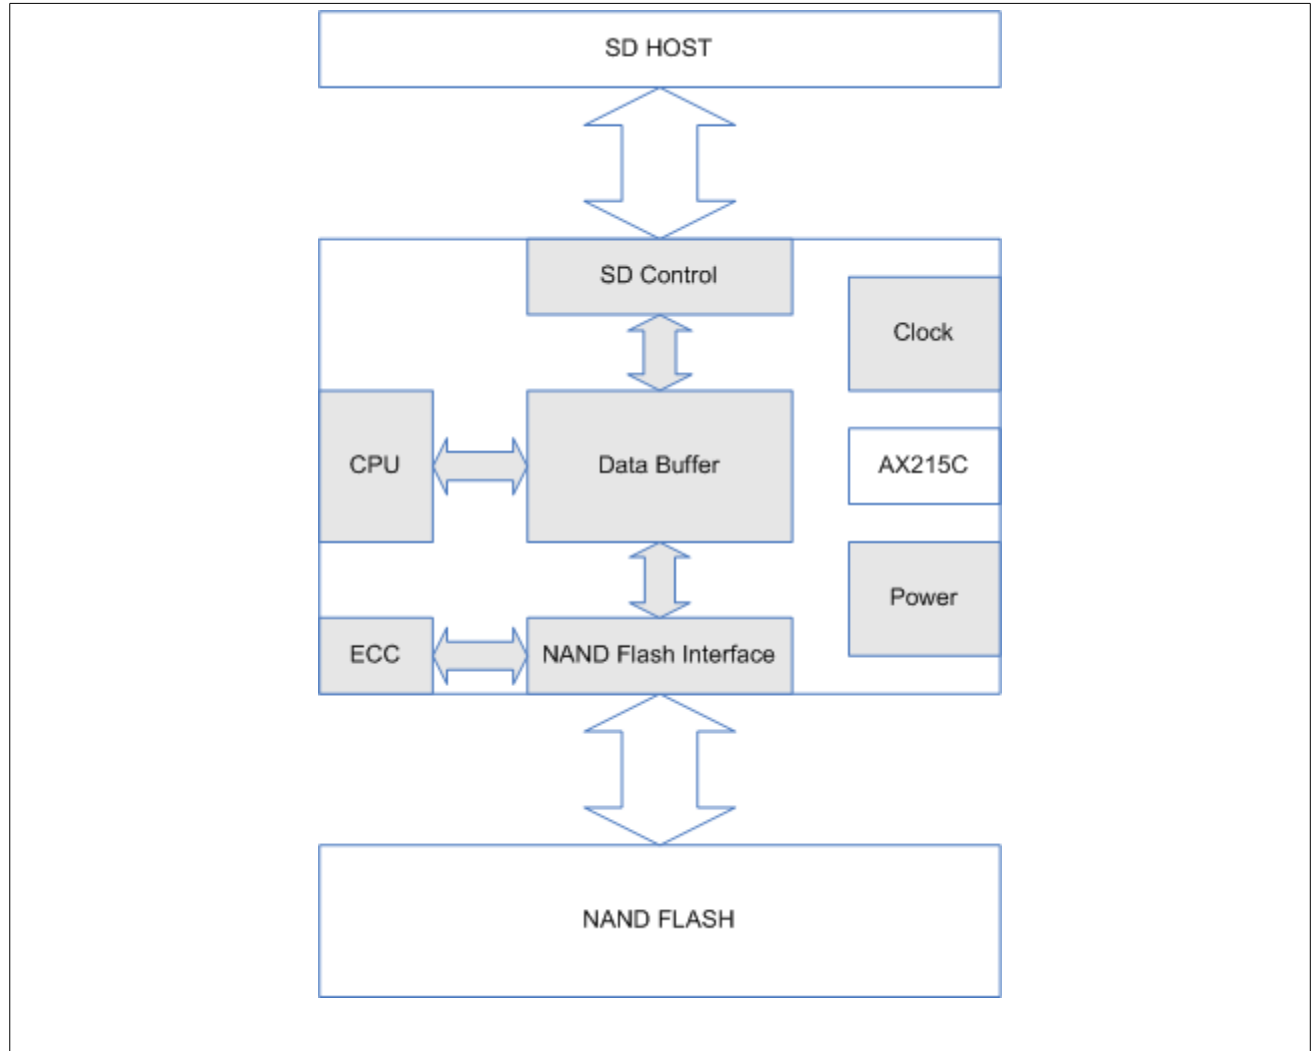 SD HOST
SD Control
Clock
CPU
Data Buffer
AX215C
Power
ECC
NAND Flash Interface
NAND FLASH